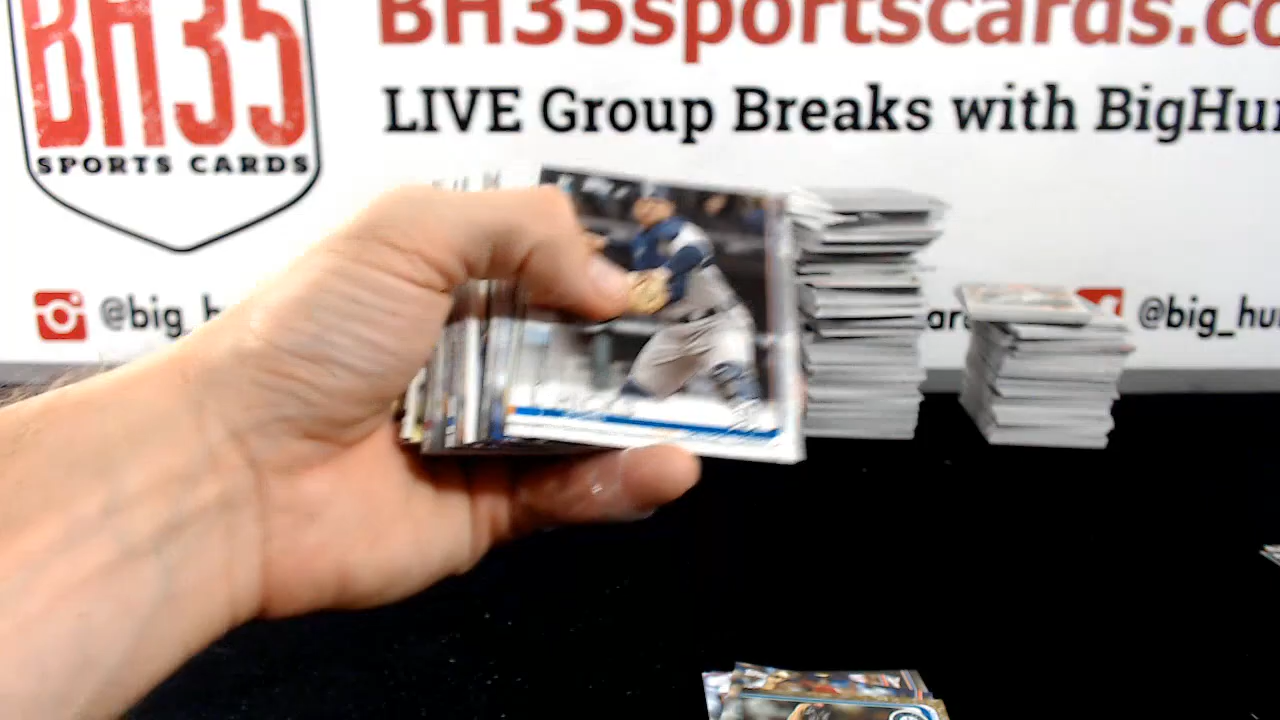 BH35
SPORTS CARDS
BH35sportscards.co
LIVE Group Breaks with BigHu
@big_h
@big_hu